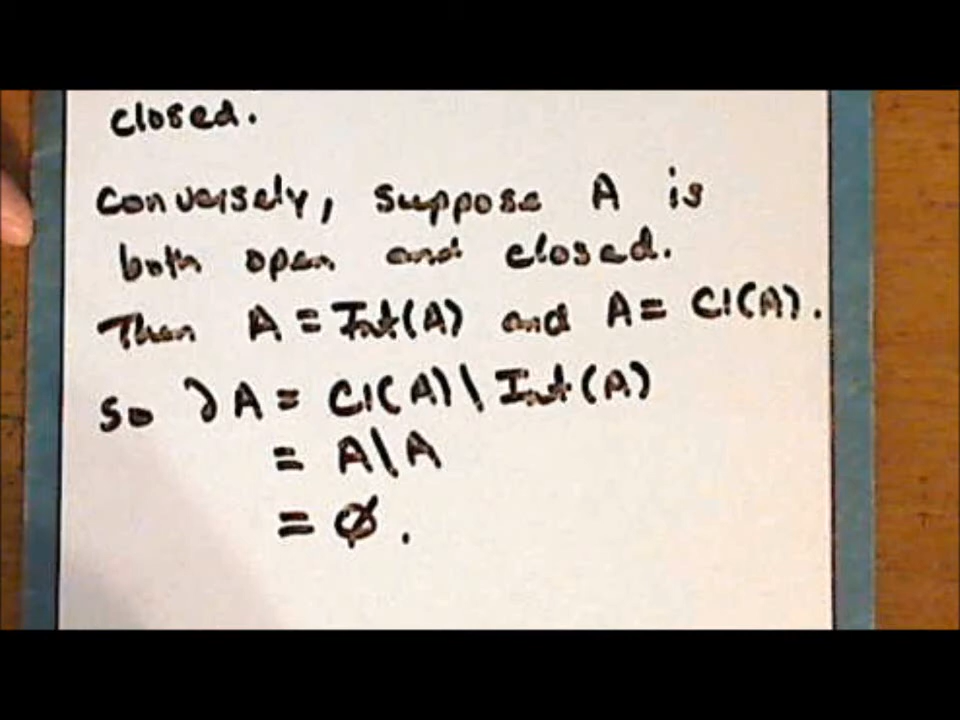 closed.
Conversely, suppose A is
both open and closed.
Then A = Int(A) and A = Cl(A).
So ∂A = Cl(A) \ Int(A)
= A \ A
= ∅.